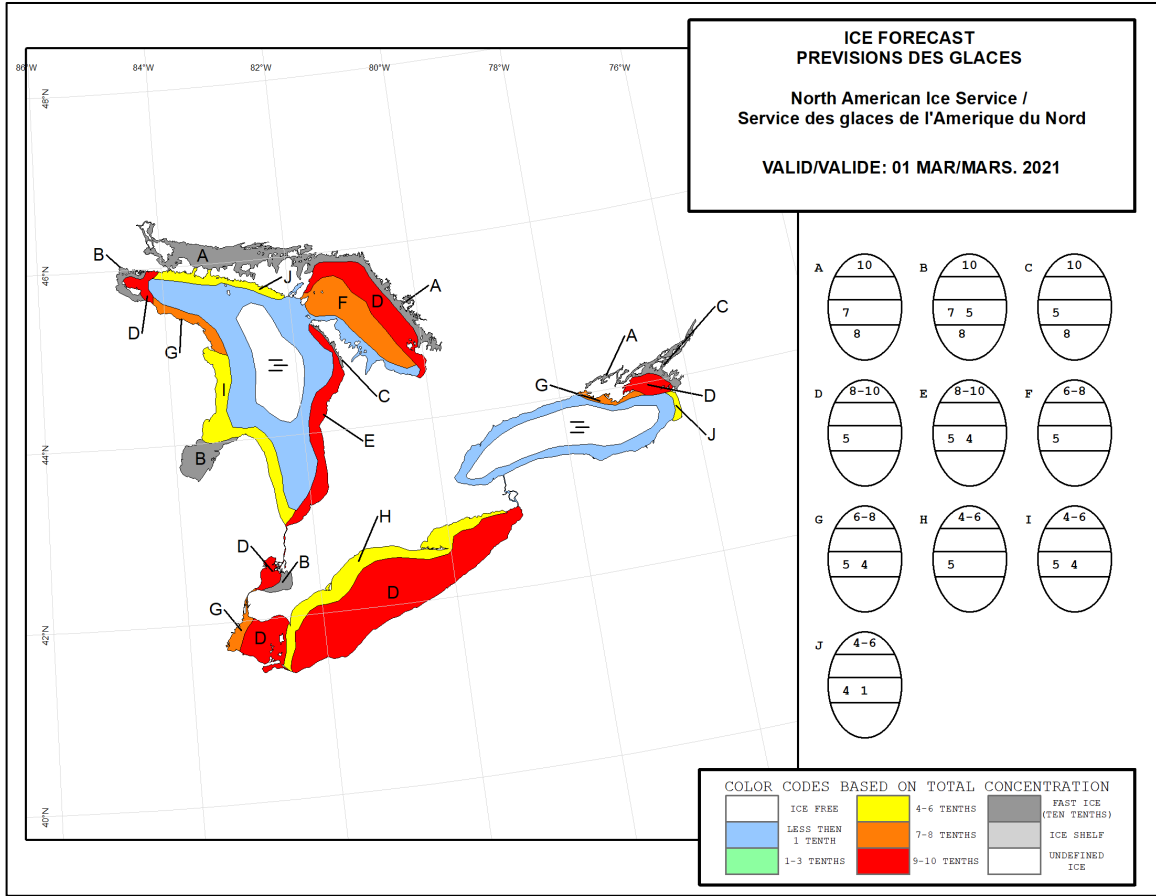 ICE FORECAST
PREVISIONS DES GLACES
North American Ice Service /
Service des glaces de l'Amerique du Nord
VALID/VALIDE: 01 MAR/MARS. 2021
86°W
84°W
82°W
80°W
78°W
76°W
48°N
46°N
44°N
42°N
40°N
B
A
J
D
G
F
D
A
I
B
C
E
A
C
G
D
J
H
D
B
G
D
D
A
10
7
8
B
10
7 5
8
C
10
5
8
D
8-10
5
E
8-10
5 4
F
6-8
5
G
6-8
5 4
H
4-6
5
I
4-6
5 4
J
4-6
4 1
COLOR CODES BASED ON TOTAL CONCENTRATION
ICE FREE
4-6 TENTHS
FAST ICE
(TEN TENTHS)
LESS THEN
1 TENTH
7-8 TENTHS
ICE SHELF
1-3 TENTHS
9-10 TENTHS
UNDEFINED
ICE